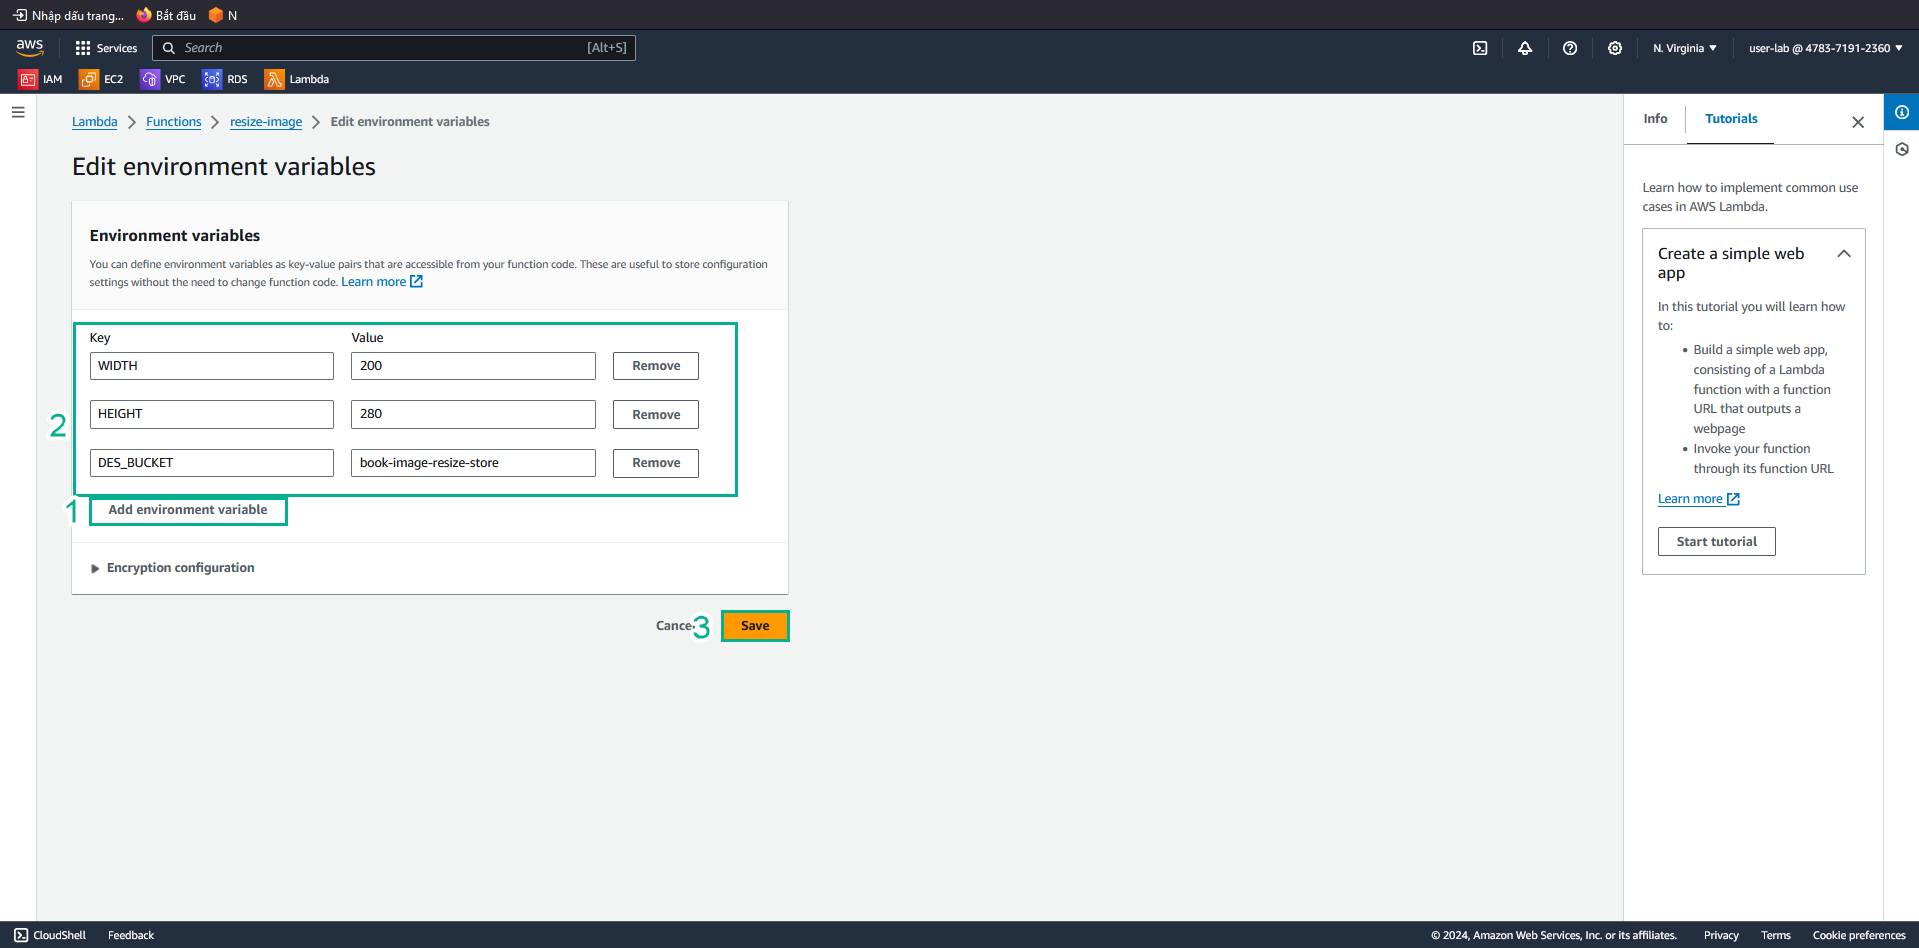 Nhập dấu trang... Bắt đầu N
aws Services Search [Alt+S] N. Virginia user-lab @ 4783-7191-2360
IAM EC2 VPC RDS Lambda
Lambda Functions resize-image Edit environment variables
Edit environment variables
Environment variables
You can define environment variables as key-value pairs that are accessible from your function code. These are useful to store configuration
settings without the need to change function code. Learn more
Key Value
WIDTH 200 Remove
HEIGHT 280 Remove
2
DES_BUCKET book-image-resize-store Remove
1 Add environment variable
Encryption configuration
Cance 3 Save
Info Tutorials
Learn how to implement common use
cases in AWS Lambda.
Create a simple web
app
In this tutorial you will learn how
to:
• Build a simple web app,
consisting of a Lambda
function with a function
URL that outputs a
webpage
• Invoke your function
through its function URL
Learn more
Start tutorial
CloudShell Feedback © 2024, Amazon Web Services, Inc. or its affiliates. Privacy Terms Cookie preferences